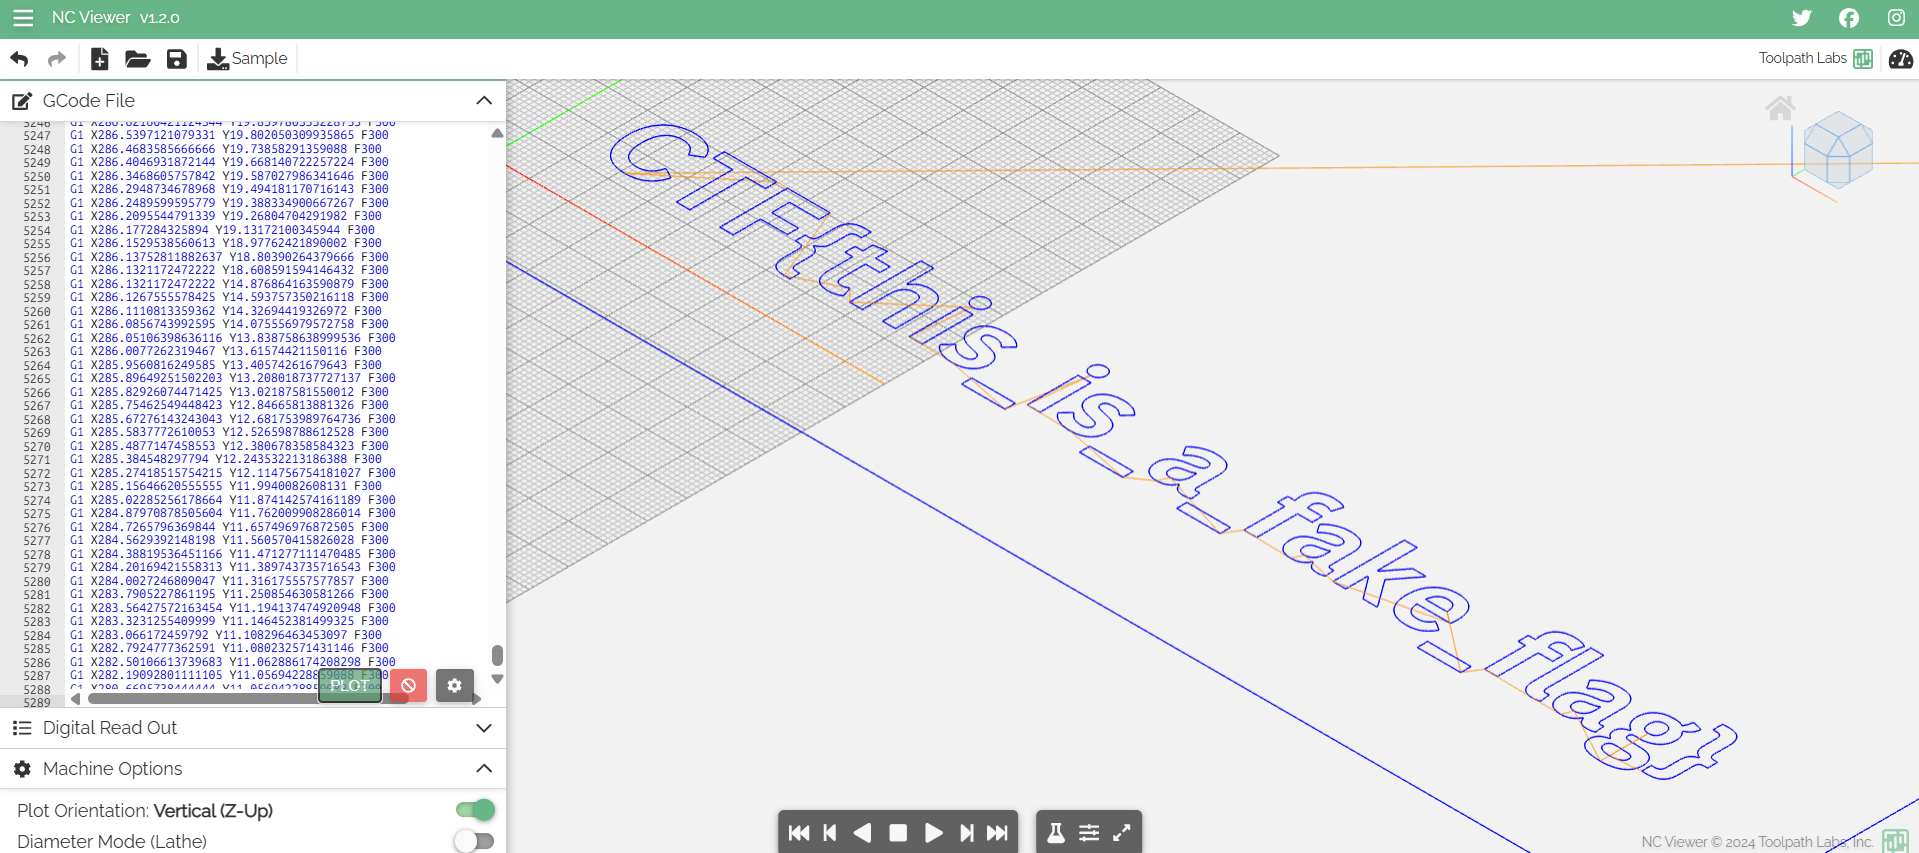 NC Viewer v1.2.0
Sample
Toolpath Labs
GCode File
5247 G1 X286.5397121079331 Y19.802050309935865 F300
5248 G1 X286.4683585666666 Y19.73858291359088 F300
5249 G1 X286.4046931872144 Y19.668140722257224 F300
5250 G1 X286.3468605757842 Y19.587027986341646 F300
5251 G1 X286.2948734678968 Y19.494181170716143 F300
5252 G1 X286.2489599595779 Y19.388334900667267 F300
5253 G1 X286.2095544791339 Y19.26804704291982 F300
5254 G1 X286.177284325894 Y19.13172100345944 F300
5255 G1 X286.1529538560613 Y18.97762421890002 F300
5256 G1 X286.13752811882637 Y18.80390264379666 F300
5257 G1 X286.1321172472222 Y18.608591594146432 F300
5258 G1 X286.1321172472222 Y14.876864163590879 F300
5259 G1 X286.1267555578425 Y14.593757350216118 F300
5260 G1 X286.1110813359362 Y14.32694419326972 F300
5261 G1 X286.0856743992595 Y14.075556979572758 F300
5262 G1 X286.05106398636116 Y13.838758638999536 F300
5263 G1 X286.0077262319467 Y13.61574421150116 F300
5264 G1 X285.9560816249585 Y13.40574261679643 F300
5265 G1 X285.89649251502203 Y13.208018737727137 F300
5266 G1 X285.82926074471425 Y13.02187581550012 F300
5267 G1 X285.75462549448423 Y12.84665813881326 F300
5268 G1 X285.67276143243043 Y12.681753989764736 F300
5269 G1 X285.5837772610053 Y12.526598788612528 F300
5270 G1 X285.4877147458553 Y12.380678358584323 F300
5271 G1 X285.384548297794 Y12.243532213186388 F300
5272 G1 X285.27418515754215 Y12.114756754181027 F300
5273 G1 X285.15646620555555 Y11.9940082608131 F300
5274 G1 X285.02285256178664 Y11.874142574161189 F300
5275 G1 X284.87970878505604 Y11.762009908286014 F300
5276 G1 X284.7265796369844 Y11.657496976872505 F300
5277 G1 X284.5629392148198 Y11.560570415826028 F300
5278 G1 X284.38819536451166 Y11.471277111470485 F300
5279 G1 X284.20169421558313 Y11.389743735716543 F300
5280 G1 X284.0027246809047 Y11.316175557577857 F300
5281 G1 X283.7905227861195 Y11.250854630581266 F300
5282 G1 X283.56427572163454 Y11.194137474920948 F300
5283 G1 X283.3231255409999 Y11.146452381499325 F300
5284 G1 X283.066172459792 Y11.108296463453097 F300
5285 G1 X282.7924777362591 Y11.080232571431146 F300
5286 G1 X282.50106613739683 Y11.062886174208298 F300
5287 G1 X282.19092801111105
5288
5289
PLOT
Digital Read Out
Machine Options
Plot Orientation: Vertical (Z-Up)
Diameter Mode (Lathe)
CTF{this_is_a_fake_flag}
NC Viewer © 2024 Toolpath Labs, Inc.